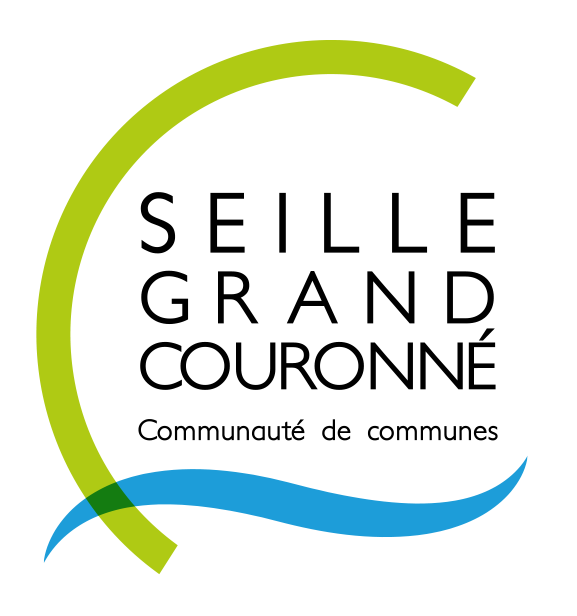 SEILLE
GRAND
COURONNÉ
Communauté de communes